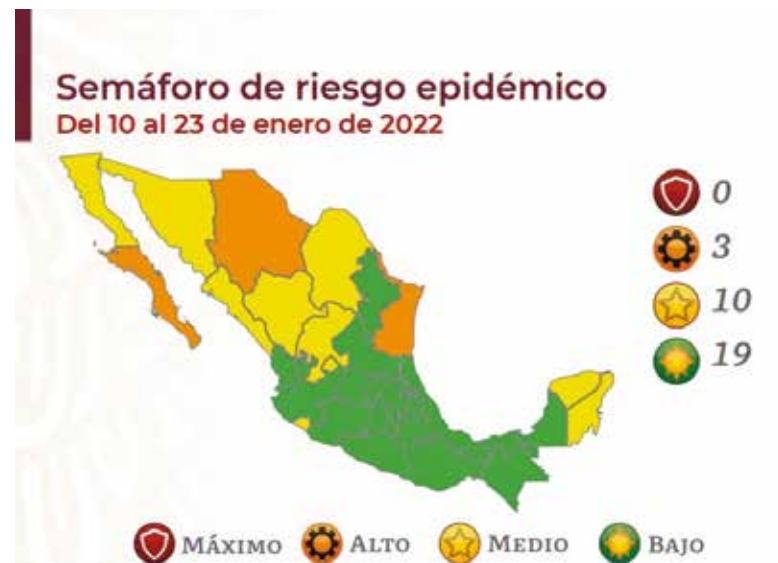 Semáforo de riesgo epidémico
Del 10 al 23 de enero de 2022
0
3
10
19
MÁXIMO ALTO MEDIO BAJO